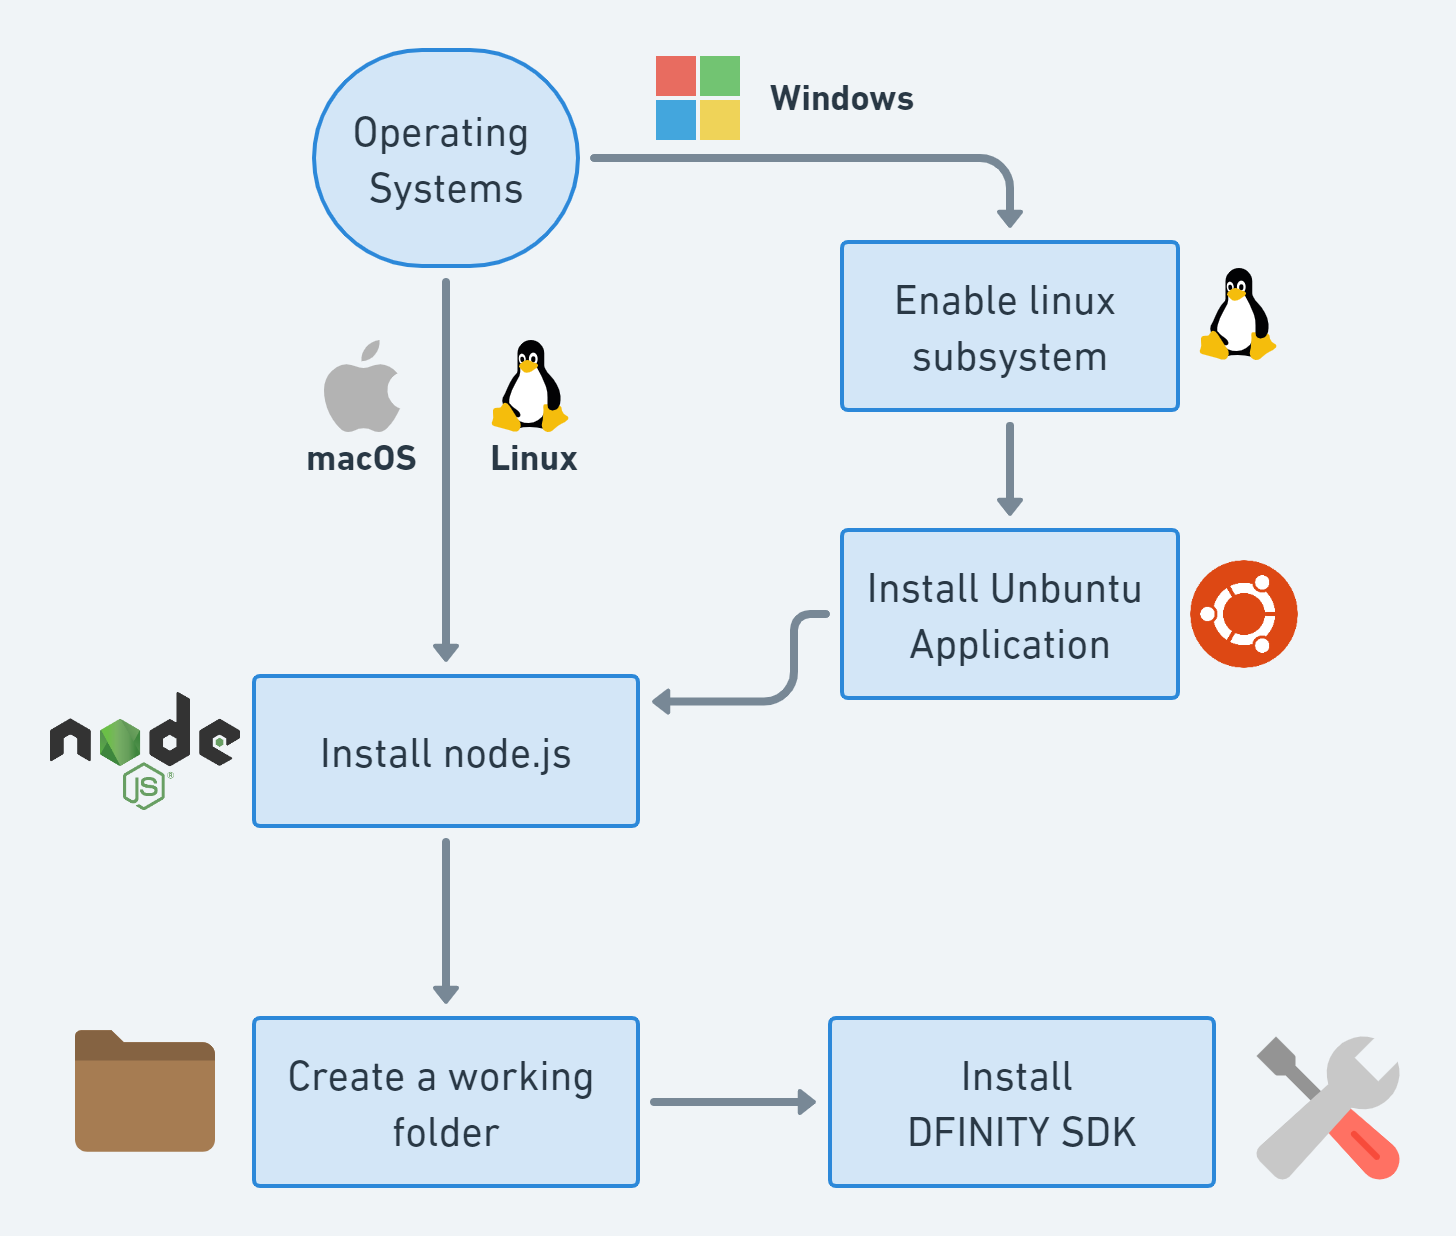 Operating
Systems
Windows
Enable linux
subsystem
macOS
Linux
Install Unbuntu
Application
node
JS
®
Install node.js
Create a working
folder
Install
DFINITY SDK